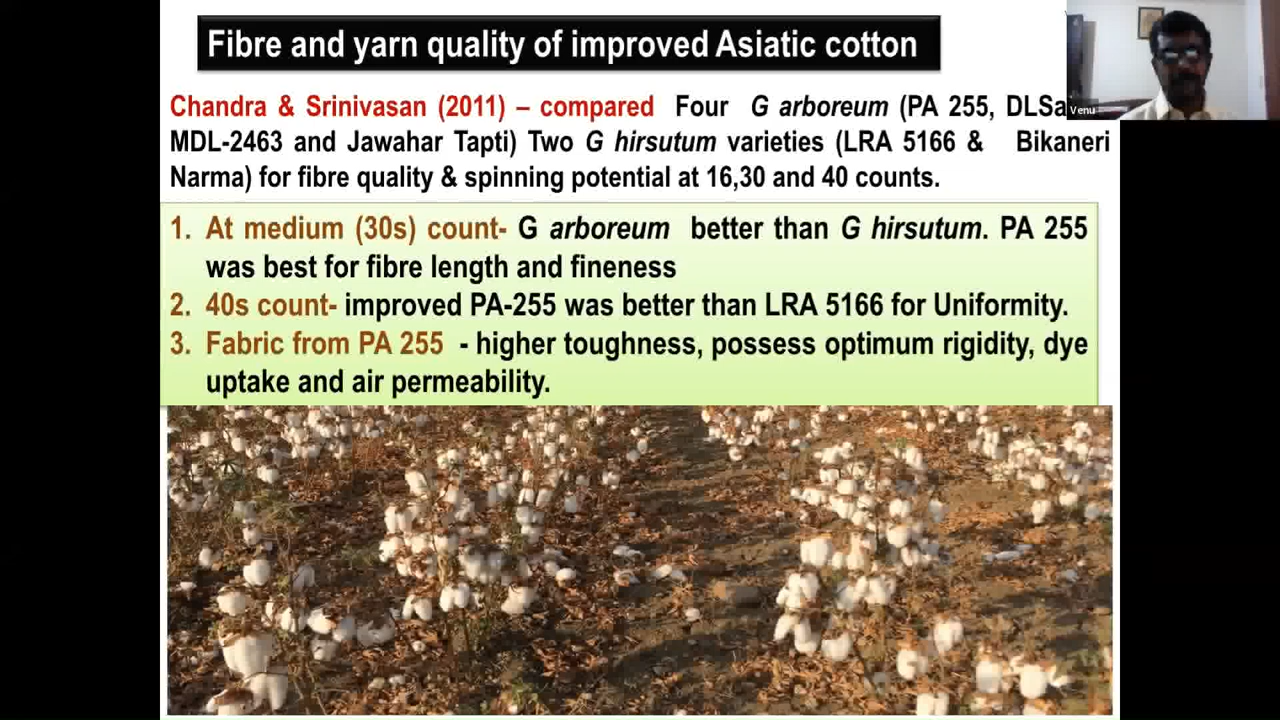 Fibre and yarn quality of improved Asiatic cotton
Chandra & Srinivasan (2011) – compared Four G arboreum (PA 255,
MDL-2463 and Jawahar Tapti) Two G hirsutum varieties (LRA 5166 & Bikaneri
Narma) for fibre quality & spinning potential at 16,30 and 40 counts.
1. At medium (30s) count- G arboreum better than G hirsutum. PA 255
was best for fibre length and fineness
2. 40s count- improved PA-255 was better than LRA 5166 for Uniformity.
3. Fabric from PA 255 - higher toughness, possess optimum rigidity, dye
uptake and air permeability.
Venu